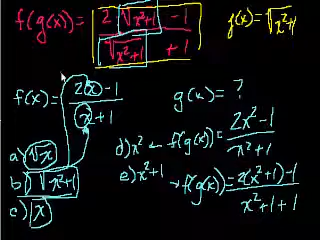 f(g(x)) = (2√(x²+1) - 1)/(√(x²+1) + 1)
g(x) = √(x²+1)
f(x) = (2x - 1)/(x + 1)
g(x) = ?
a) √x
b) √(x²+1)
c) x
d) x² ← f(g(x)) = (2x² - 1)/(x² + 1)
e) x²+1 → f(g(x)) = (2(x²+1) - 1)/(x² + 1 + 1)